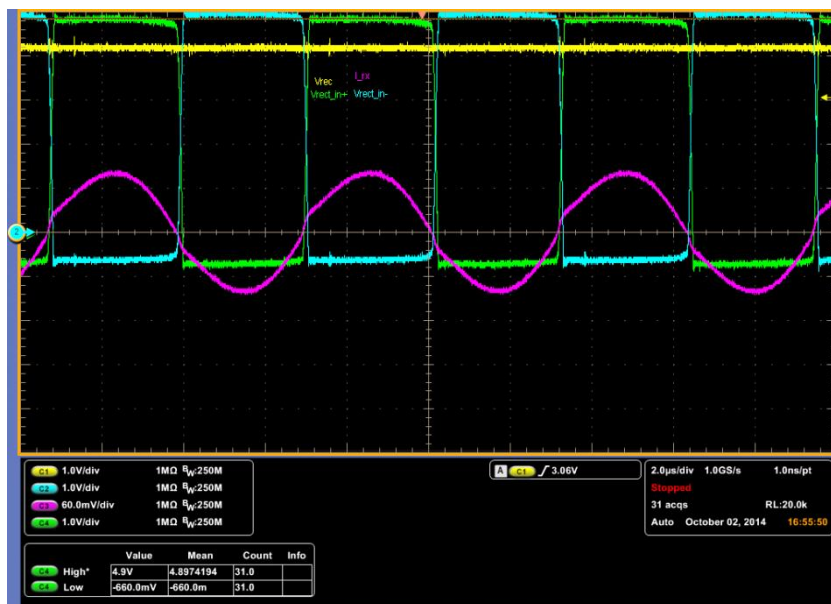 Vrec I_rx
Vrect_in+ Vrect_in-
2
C1 1.0V/div 1MΩ BW:250M
C2 1.0V/div 1MΩ BW:250M
C3 60.0mV/div 1MΩ BW:250M
C4 1.0V/div 1MΩ BW:250M
A C1 / 3.06V
2.0µs/div 1.0GS/s 1.0ns/pt
Stopped
31 acqs RL:20.0k
Auto October 02, 2014 16:55:50
Value Mean Count Info
C4 High* 4.9V 4.8974194 31.0
C4 Low -660.0mV -660.0m 31.0